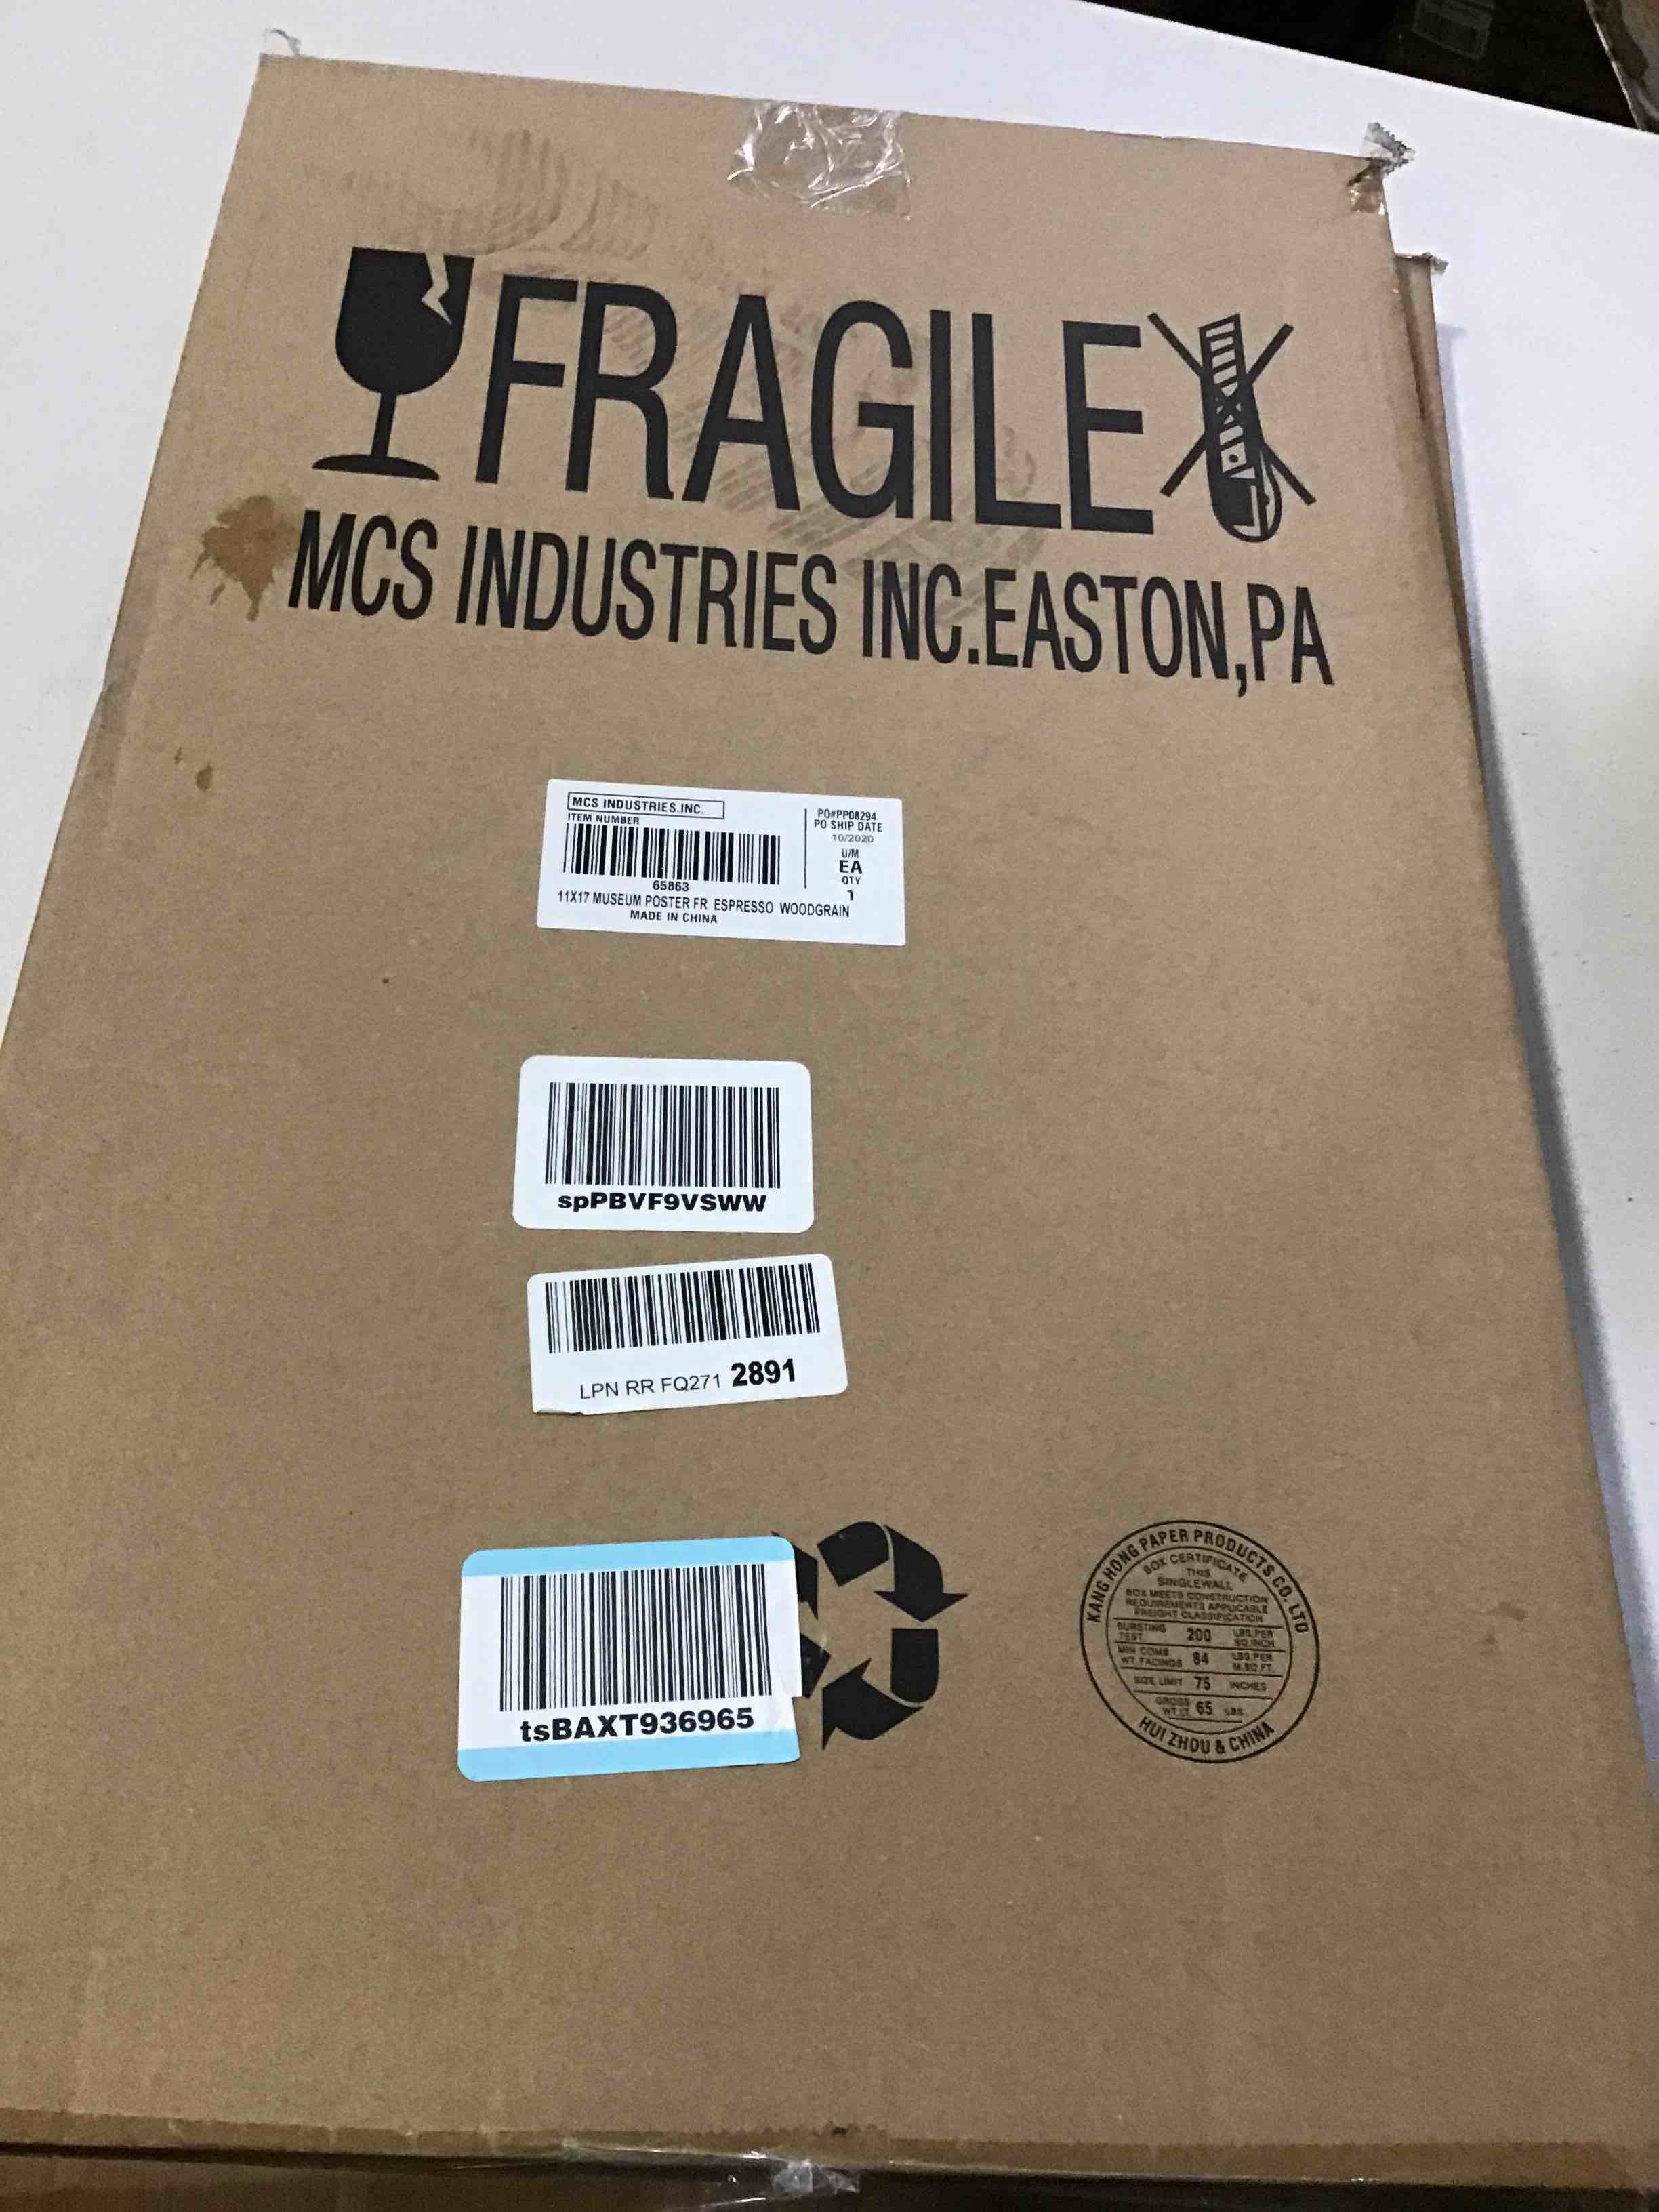 FRAGILE
MCS INDUSTRIES INC.EASTON,PA
MCS INDUSTRIES.INC.
ITEM NUMBER
65863
11X17 MUSEUM POSTER FR ESPRESSO WOODGRAIN
MADE IN CHINA
PO#PP08294
PO SHIP DATE
10/2020
U/M
EA
QTY
1
spPBVF9VSWW
LPN RR FQ271 2891
tsBAXT936965
KANG HONG PAPER PRODUCTS CO. LTD
BOX CERTIFICATE
THIS
SINGLEWALL
BOX MEETS CONSTRUCTION
REQUIREMENTS APPLICABLE
FREIGHT CLASSIFICATION
BURSTING TEST 200 LBS.PER SQ.INCH
MIN COMB WT FACINGS 84 LBS.PER M.SQ.FT.
SIZE LIMIT 75 INCHES
GROSS WT.LT 65 LBS
HUI ZHOU & CHINA